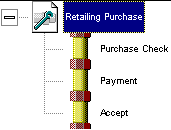 Retailing Purchase
Purchase Check
Payment
Accept